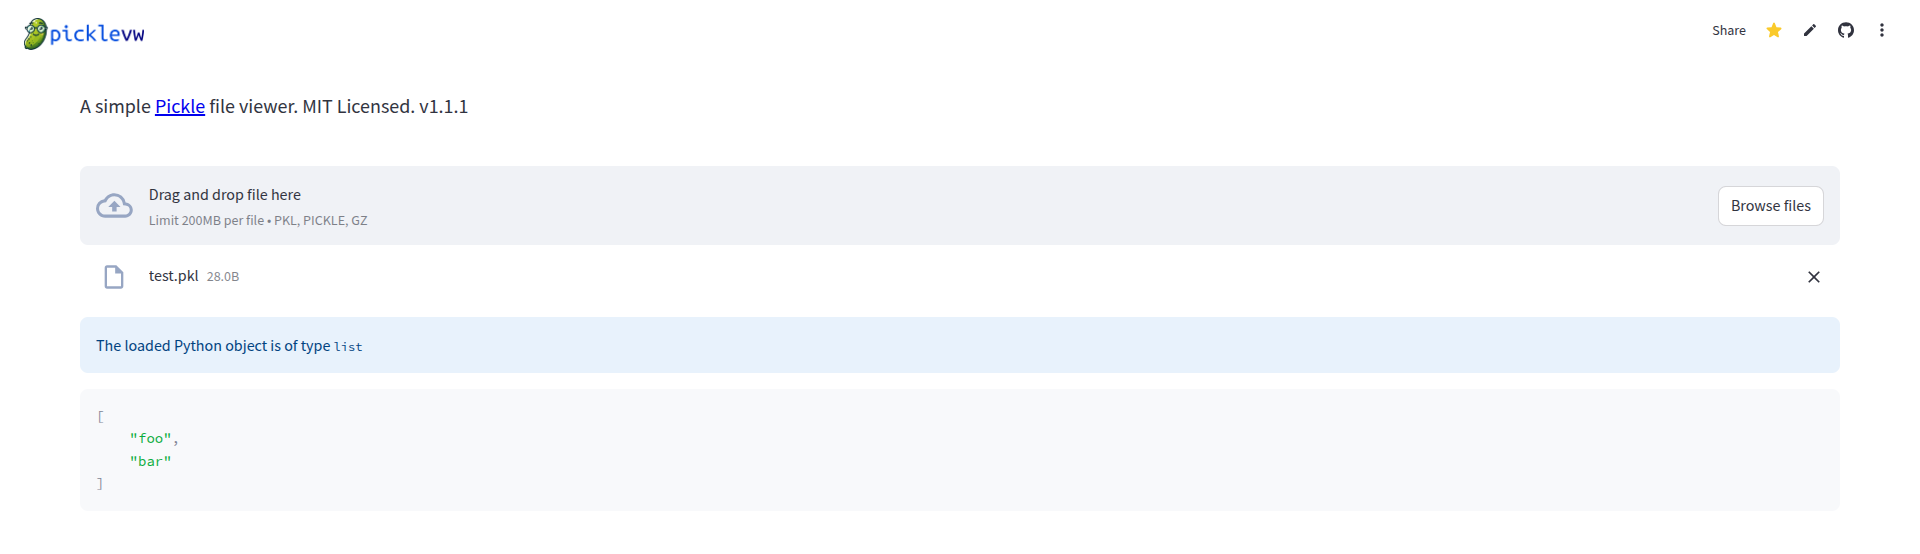 picklevw
Share
A simple Pickle file viewer. MIT Licensed. v1.1.1
Drag and drop file here
Limit 200MB per file • PKL, PICKLE, GZ
Browse files
test.pkl 28.0B
The loaded Python object is of type list
[
    "foo",
    "bar"
]